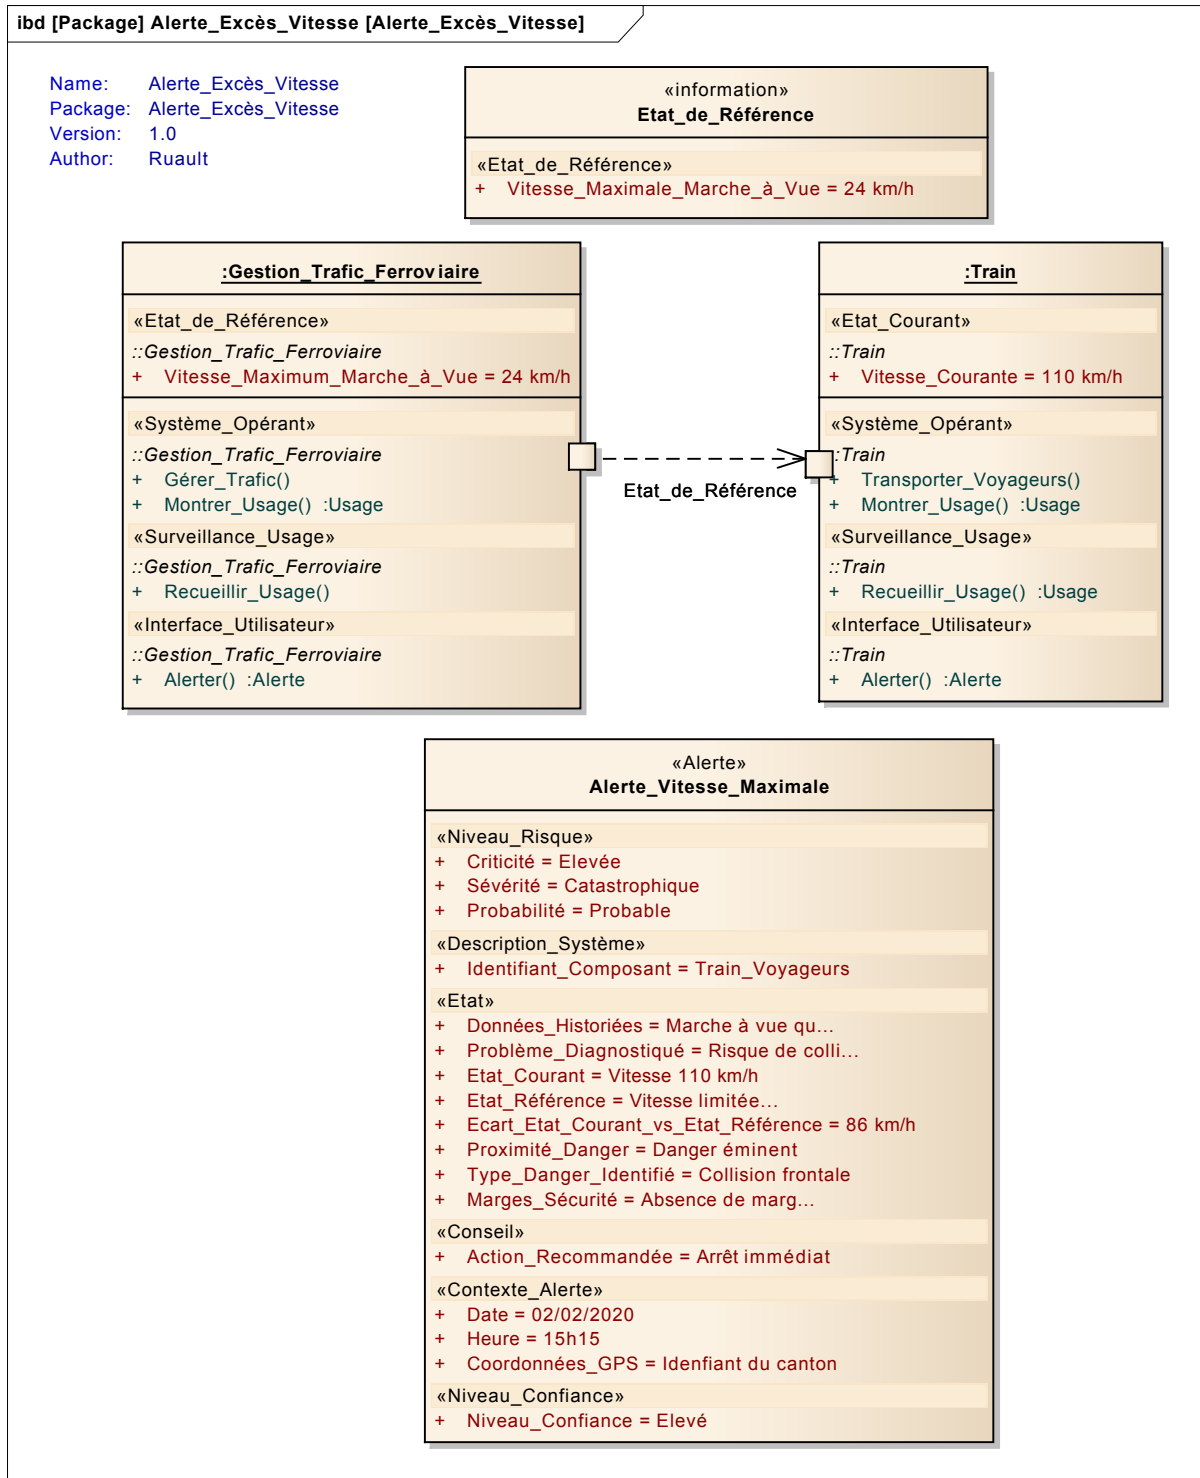 ibd [Package] Alerte_Excès_Vitesse [Alerte_Excès_Vitesse]
Name: Alerte_Excès_Vitesse
Package: Alerte_Excès_Vitesse
Version: 1.0
Author: Ruault
«information»
Etat_de_Référence
«Etat_de_Référence»
+ Vitesse_Maximale_Marche_à_Vue = 24 km/h
:Gestion_Trafic_Ferroviaire
«Etat_de_Référence»
::Gestion_Trafic_Ferroviaire
+ Vitesse_Maximum_Marche_à_Vue = 24 km/h
«Système_Opérant»
::Gestion_Trafic_Ferroviaire
+ Gérer_Trafic()
+ Montrer_Usage() :Usage
«Surveillance_Usage»
::Gestion_Trafic_Ferroviaire
+ Recueillir_Usage()
«Interface_Utilisateur»
::Gestion_Trafic_Ferroviaire
+ Alerter() :Alerte
Etat_de_Référence
:Train
«Etat_Courant»
::Train
+ Vitesse_Courante = 110 km/h
«Système_Opérant»
::Train
+ Transporter_Voyageurs()
+ Montrer_Usage() :Usage
«Surveillance_Usage»
::Train
+ Recueillir_Usage() :Usage
«Interface_Utilisateur»
::Train
+ Alerter() :Alerte
«Alerte»
Alerte_Vitesse_Maximale
«Niveau_Risque»
+ Criticité = Elevée
+ Sévérité = Catastrophique
+ Probabilité = Probable
«Description_Système»
+ Identifiant_Composant = Train_Voyageurs
«Etat»
+ Données_Historiées = Marche à vue qu...
+ Problème_Diagnostiqué = Risque de colli...
+ Etat_Courant = Vitesse 110 km/h
+ Etat_Référence = Vitesse limitée...
+ Ecart_Etat_Courant_vs_Etat_Référence = 86 km/h
+ Proximité_Danger = Danger éminent
+ Type_Danger_Identifié = Collision frontale
+ Marges_Sécurité = Absence de marg...
«Conseil»
+ Action_Recommandée = Arrêt immédiat
«Contexte_Alerte»
+ Date = 02/02/2020
+ Heure = 15h15
+ Coordonnées_GPS = Idenfiant du canton
«Niveau_Confiance»
+ Niveau_Confiance = Elevé